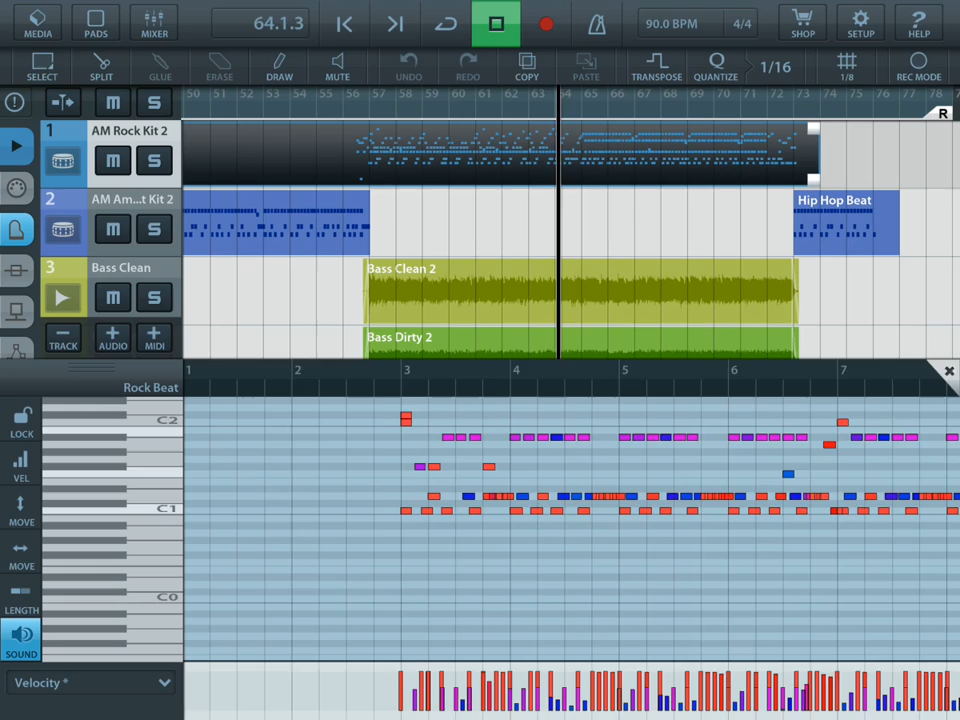 MEDIA PADS MIXER 64.1.3 90.0 BPM 4/4 SHOP SETUP HELP
SELECT SPLIT GLUE ERASE DRAW MUTE UNDO REDO COPY PASTE TRANSPOSE QUANTIZE 1/16 1/8 REC MODE
M S 50 51 52 53 54 55 56 57 58 59 60 61 62 63 64 65 66 67 68 69 70 71 72 73 74 75 76 77 78
R
1 AM Rock Kit 2
M S
2 AM Am...t Kit 2 Hip Hop Beat
M S
3 Bass Clean Bass Clean 2
M S
TRACK AUDIO MIDI Bass Dirty 2
1 2 3 4 5 6 7
Rock Beat
LOCK C2
VEL
MOVE C1
MOVE
LENGTH C0
SOUND
Velocity *